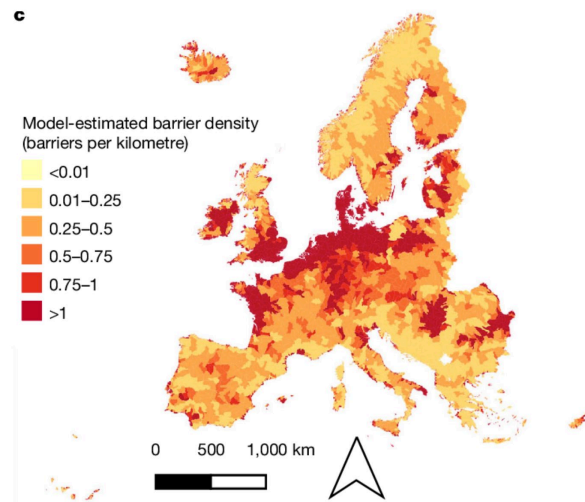 c
Model-estimated barrier density
(barriers per kilometre)
<0.01
0.01–0.25
0.25–0.5
0.5–0.75
0.75–1
>1
0 500 1,000 km